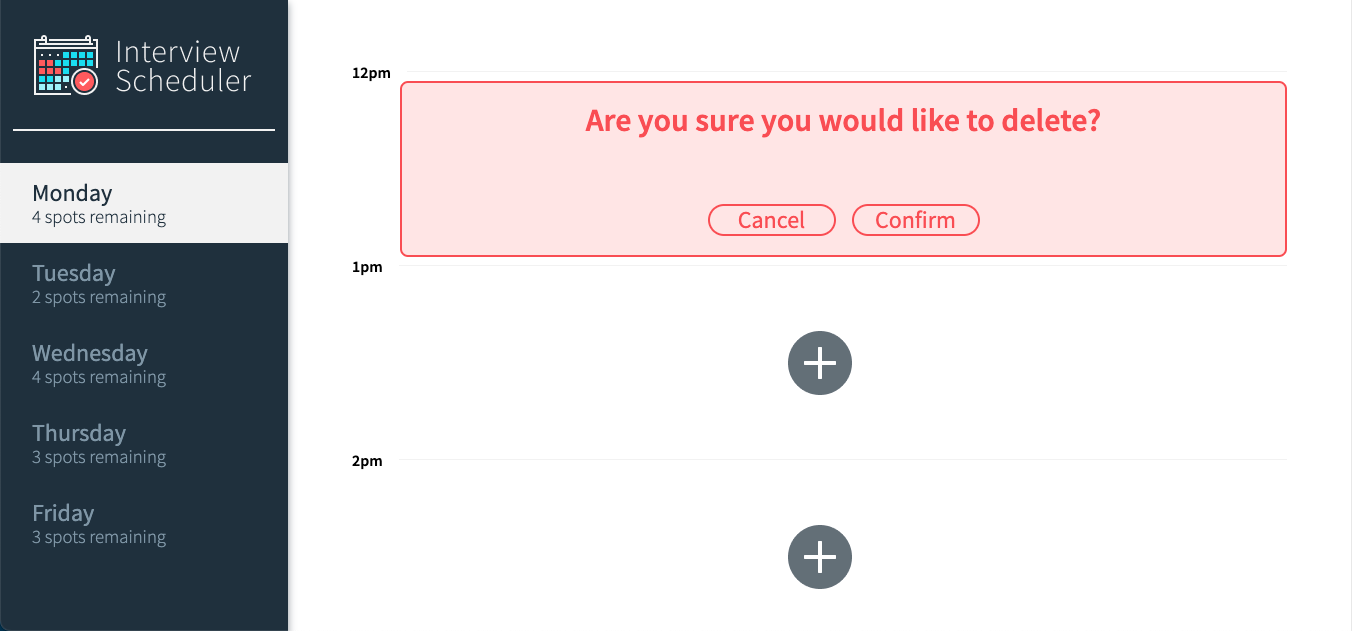 Interview
Scheduler
Monday
4 spots remaining
Tuesday
2 spots remaining
Wednesday
4 spots remaining
Thursday
3 spots remaining
Friday
3 spots remaining
12pm
Are you sure you would like to delete?
Cancel Confirm
1pm
2pm